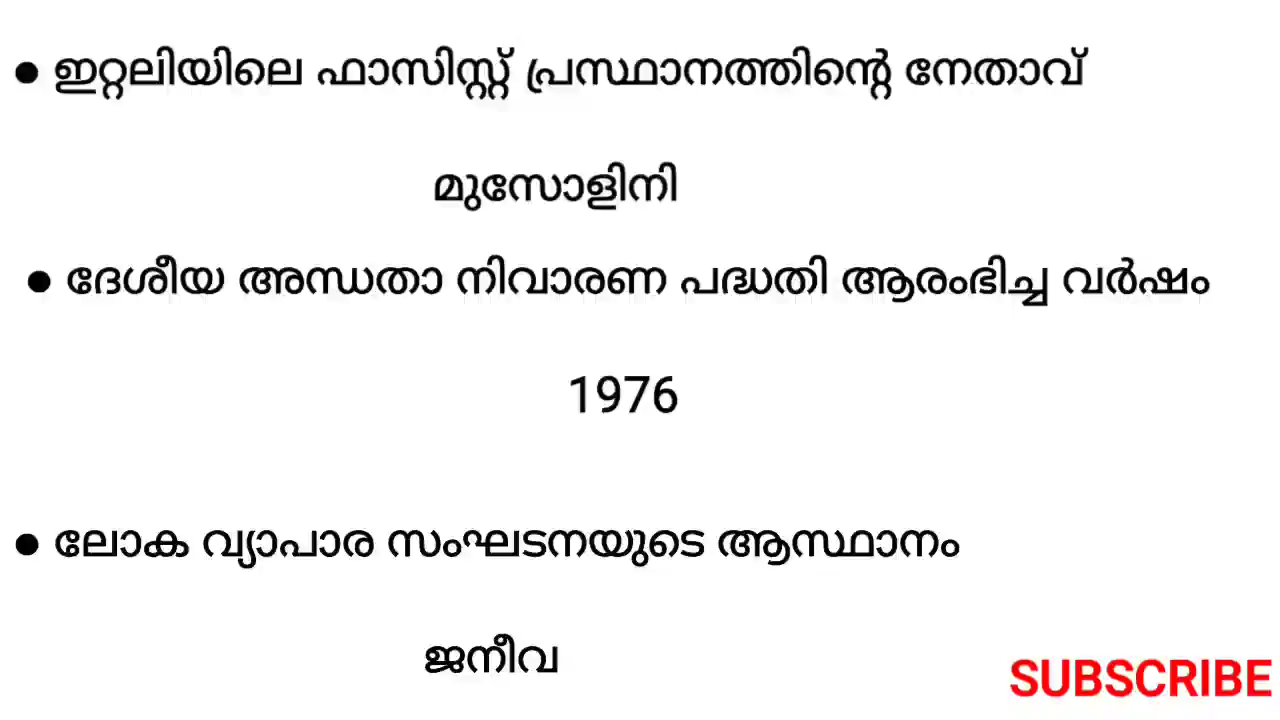 ● ഇറ്റലിയിലെ ഫാസിസ്റ്റ് പ്രസ്ഥാനത്തിന്റെ നേതാവ്
മുസോളിനി
● ദേശീയ അന്ധതാ നിവാരണ പദ്ധതി ആരംഭിച്ച വർഷം
1976
● ലോക വ്യാപാര സംഘടനയുടെ ആസ്ഥാനം
ജനീവ
SUBSCRIBE